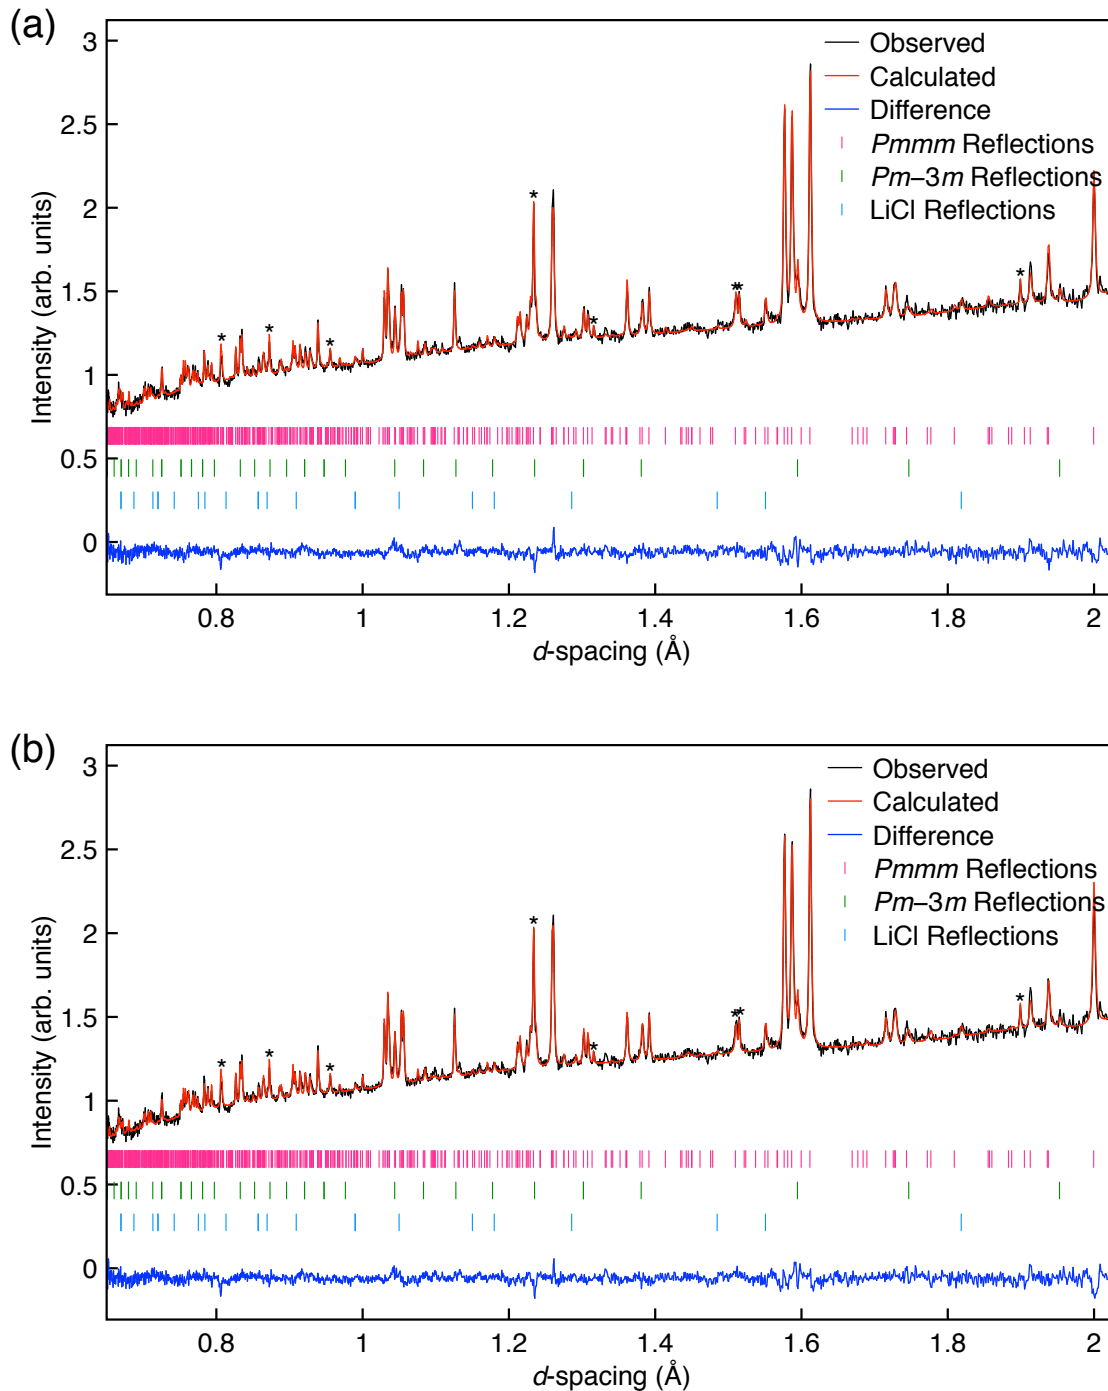 (a)
3
2.5
2
1.5
1
0.5
0
Intensity (arb. units)
Observed
Calculated
Difference
Pmmm Reflections
Pm–3m Reflections
LiCl Reflections
*
*
*
*
*
**
*
0.8 1 1.2 1.4 1.6 1.8 2
d-spacing (Å)
(b)
3
2.5
2
1.5
1
0.5
0
Intensity (arb. units)
Observed
Calculated
Difference
Pmmm Reflections
Pm–3m Reflections
LiCl Reflections
*
*
*
*
*
**
*
0.8 1 1.2 1.4 1.6 1.8 2
d-spacing (Å)